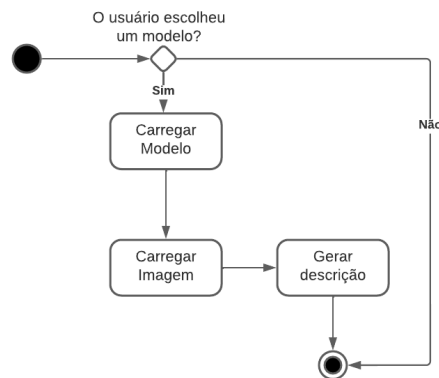 O usuário escolheu
um modelo?
Sim
Não
Carregar
Modelo
Carregar
Imagem
Gerar
descrição